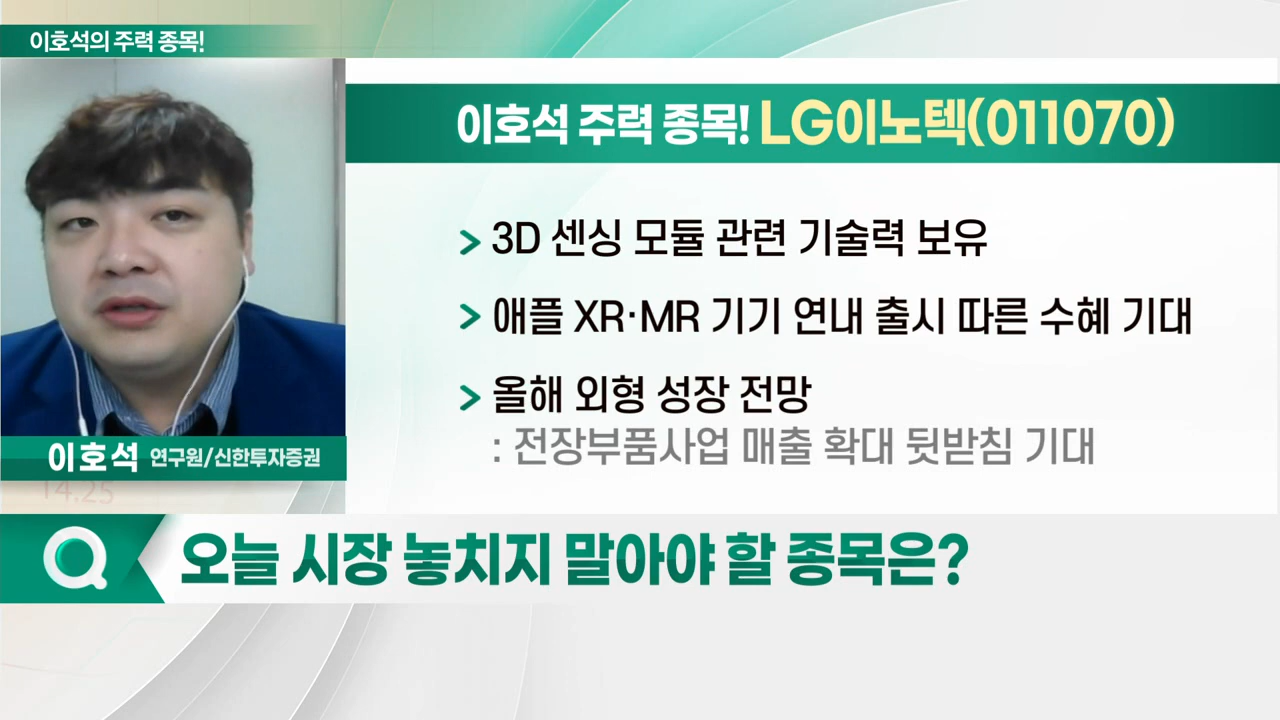 이호석의 주력 종목!
이호석 주력 종목! LG이노텍(011070)
> 3D 센싱 모듈 관련 기술력 보유
> 애플 XR·MR 기기 연내 출시 따른 수혜 기대
> 올해 외형 성장 전망
: 전장부품사업 매출 확대 뒷받침 기대
이호석 연구원/신한투자증권
14.25
Q 오늘 시장 놓치지 말아야 할 종목은?